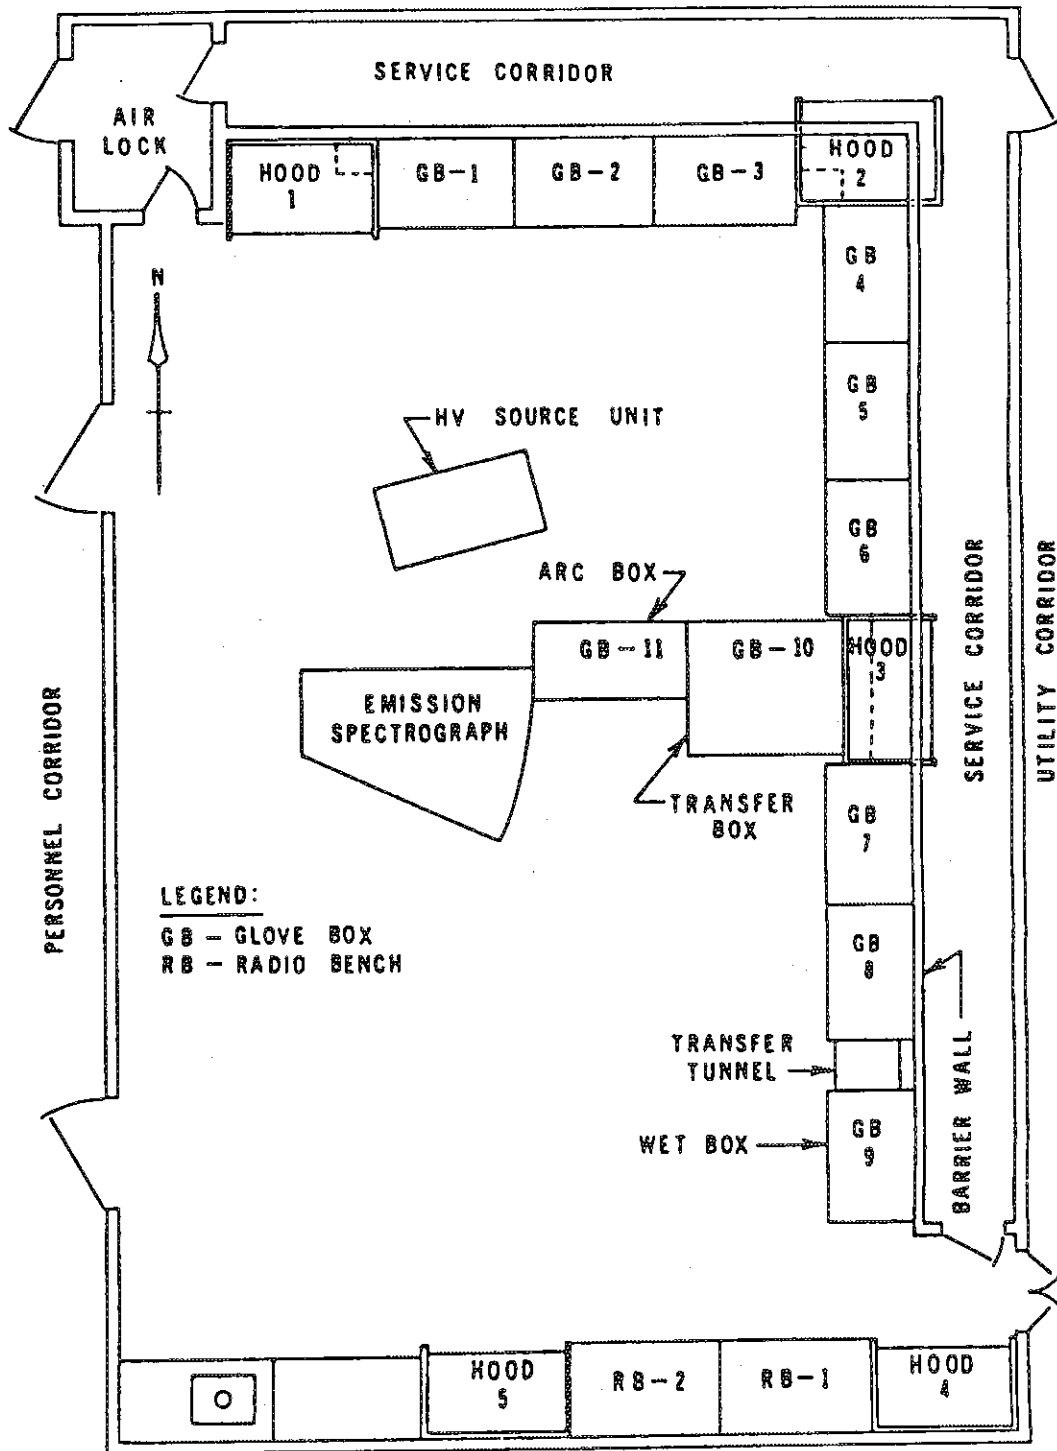 SERVICE CORRIDOR
AIR
LOCK
HOOD
1
GB-1
GB-2
GB-3
HOOD
2
GB
4
N
GB
5
HV SOURCE UNIT
GB
6
ARC BOX
GB-11
GB-10
HOOD
3
EMISSION
SPECTROGRAPH
TRANSFER
BOX
GB
7
PERSONNEL CORRIDOR
SERVICE CORRIDOR
UTILITY CORRIDOR
LEGEND:
GB - GLOVE BOX
RB - RADIO BENCH
GB
8
TRANSFER
TUNNEL
WET BOX
GB
9
BARRIER WALL
HOOD
5
RB-2
RB-1
HOOD
4